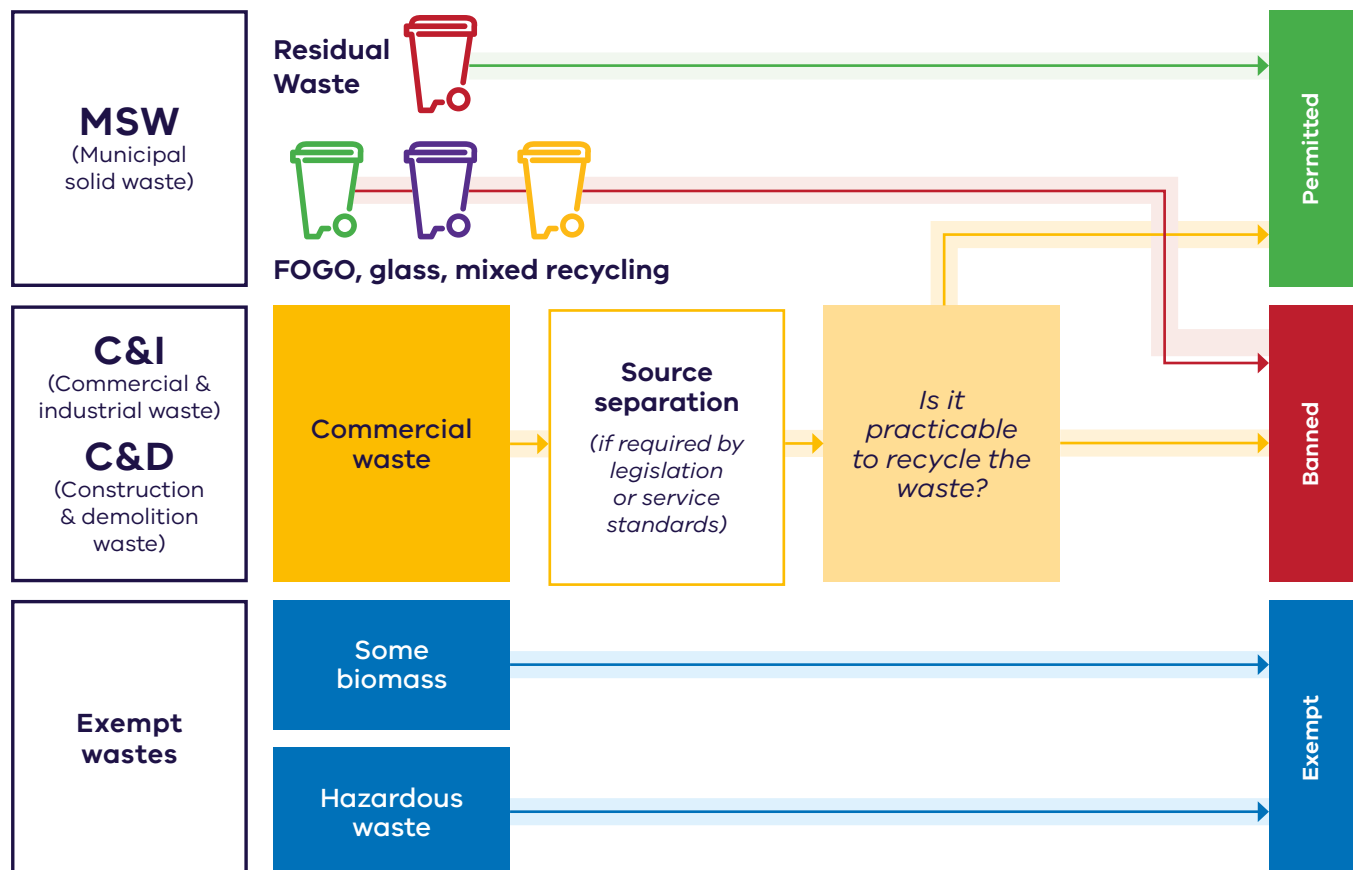 MSW
(Municipal
solid waste)
Residual
Waste
FOGO, glass, mixed recycling
Permitted
C&I
(Commercial &
industrial waste)
C&D
(Construction
& demolition
waste)
Commercial
waste
Source
separation
(if required by
legislation
or service
standards)
Is it
practicable
to recycle the
waste?
Banned
Exempt
wastes
Some
biomass
Hazardous
waste
Exempt